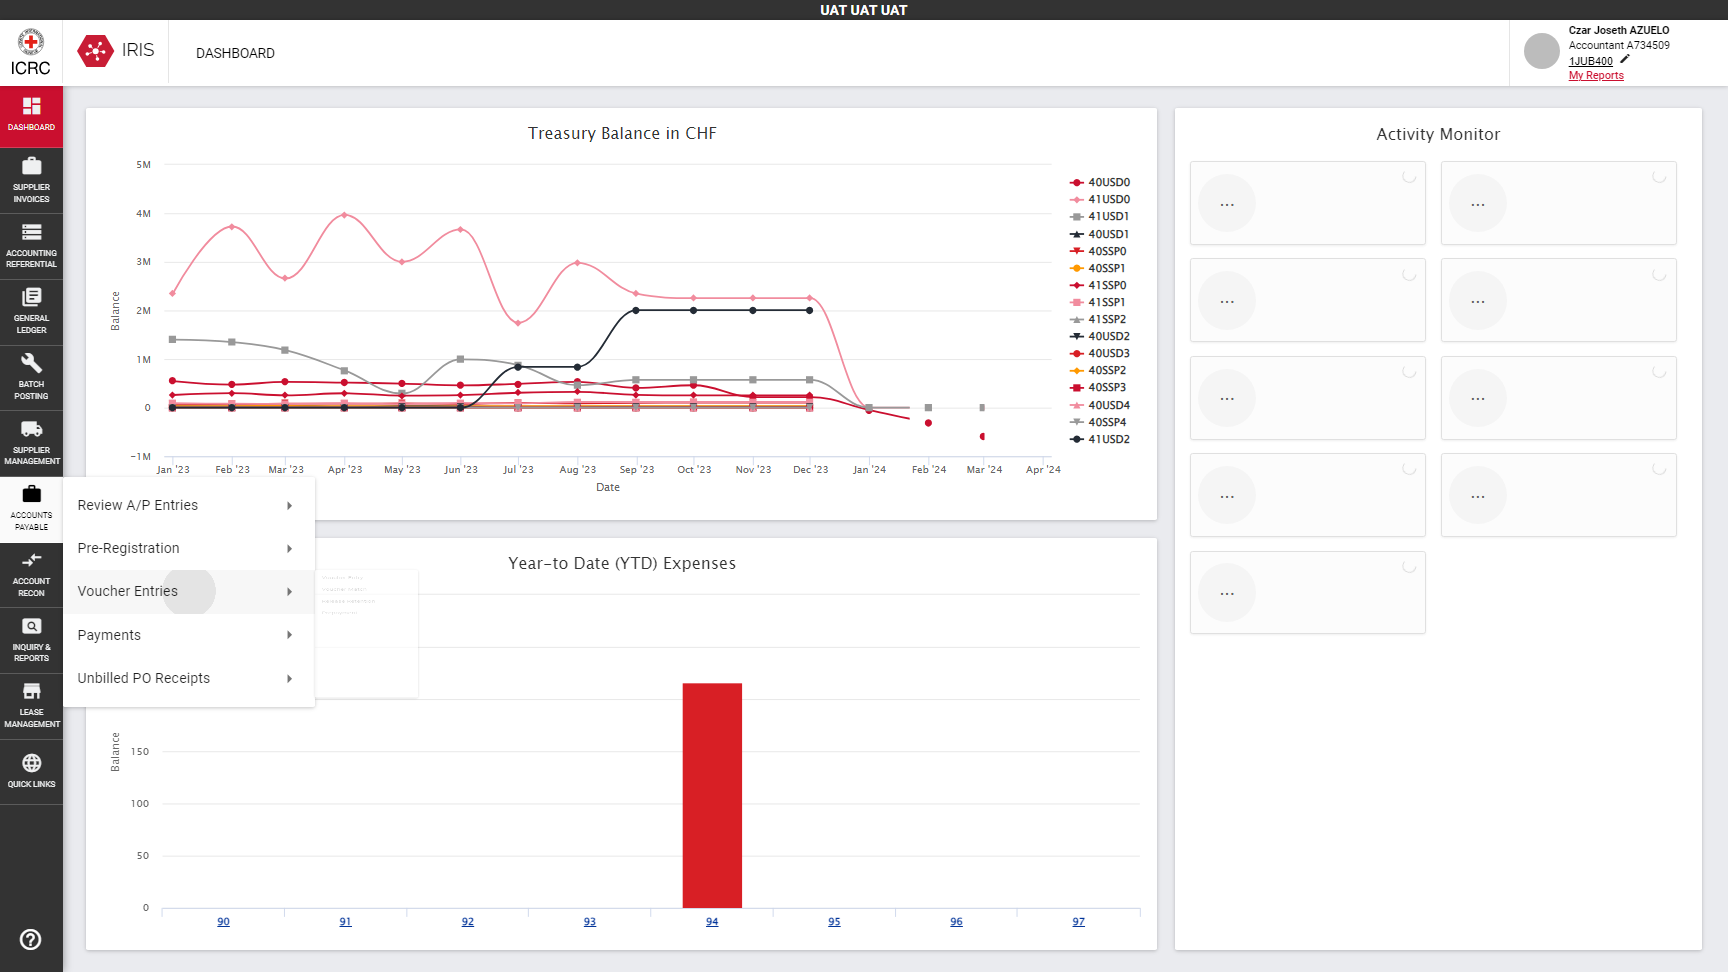 UAT UAT UAT
ICRC
IRIS
DASHBOARD
Czar Joseth AZUELO
Accountant A734509
1JUB400
My Reports
DASHBOARD
SUPPLIER
INVOICES
ACCOUNTING
REFERENTIAL
GENERAL
LEDGER
BATCH
POSTING
SUPPLIER
MANAGEMENT
ACCOUNTS
PAYABLE
ACCOUNT
RECON
INQUIRY &
REPORTS
LEASE
MANAGEMENT
QUICK LINKS
Review A/P Entries
Pre-Registration
Voucher Entries
Payments
Unbilled PO Receipts
Treasury Balance in CHF
5M
4M
3M
2M
1M
0
-1M
Balance
Jan '23 Feb '23 Mar '23 Apr '23 May '23 Jun '23 Jul '23 Aug '23 Sep '23 Oct '23 Nov '23 Dec '23 Jan '24 Feb '24 Mar '24 Apr '24
Date
40USD0
41USD0
41USD1
40USD1
40SSP0
40SSP1
41SSP0
41SSP1
41SSP2
40USD2
40USD3
40SSP2
40SSP3
40USD4
40SSP4
41USD2
Year-to Date (YTD) Expenses
Balance
150
100
50
0
90 91 92 93 94 95 96 97
Activity Monitor
... ...
... ...
... ...
... ...
...